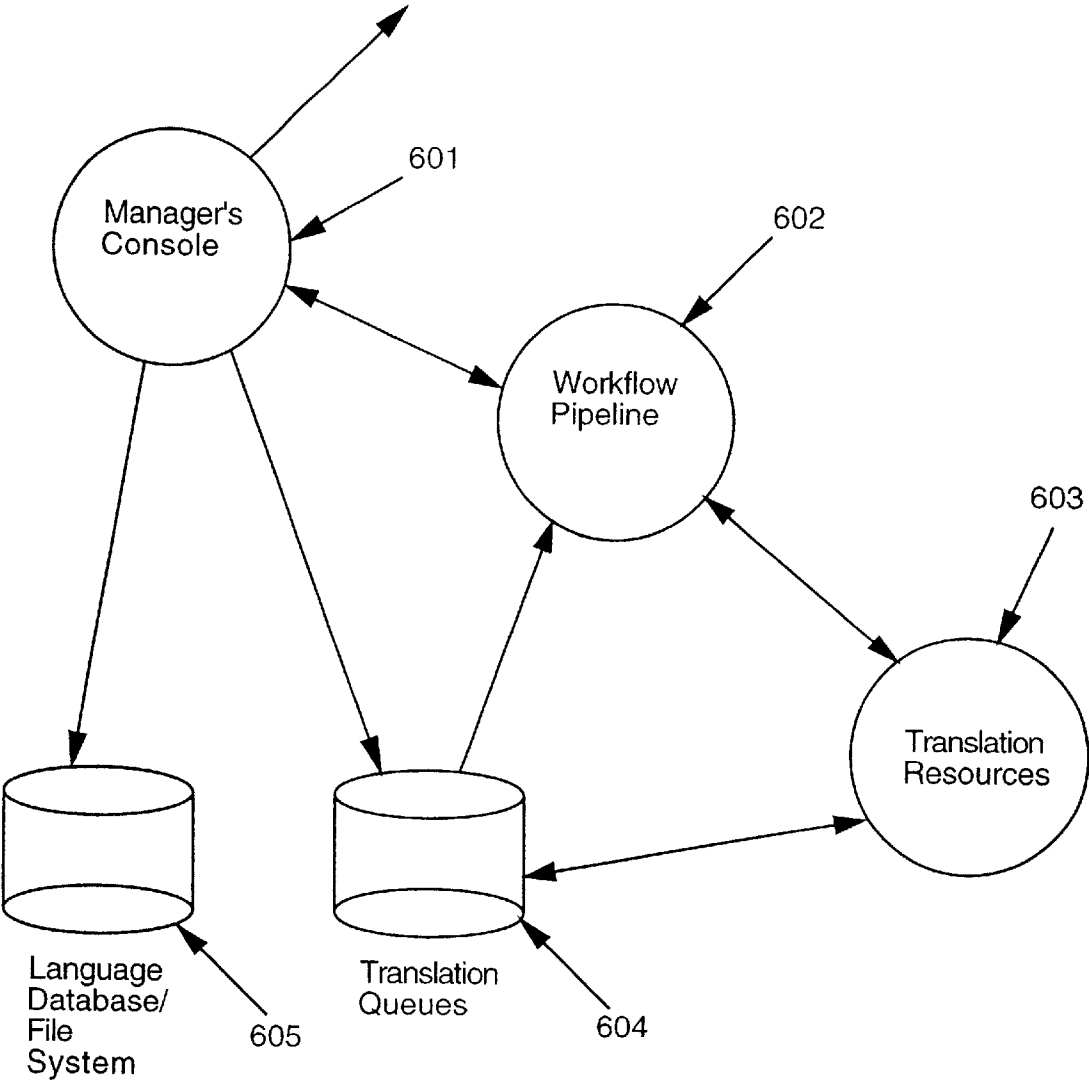 601
Manager's
Console
602
Workflow
Pipeline
603
Translation
Resources
Language
Database/
File
System
605
Translation
Queues
604